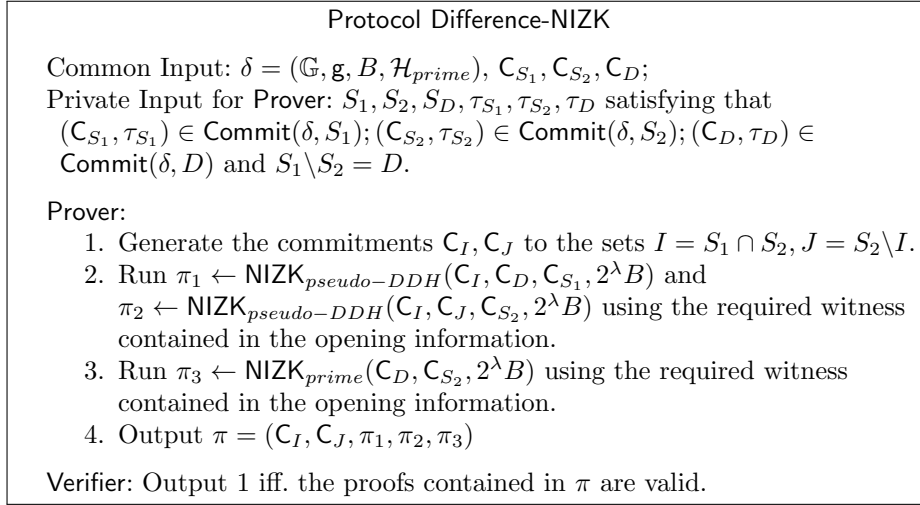 Protocol Difference-NIZK
Common Input: δ = (𝔾, g, B, ℋ_{prime}), C_{S_1}, C_{S_2}, C_D;
Private Input for Prover: S_1, S_2, S_D, τ_{S_1}, τ_{S_2}, τ_D satisfying that
(C_{S_1}, τ_{S_1}) ∈ Commit(δ, S_1); (C_{S_2}, τ_{S_2}) ∈ Commit(δ, S_2); (C_D, τ_D) ∈
Commit(δ, D) and S_1\S_2 = D.
Prover:
1. Generate the commitments C_I, C_J to the sets I = S_1 ∩ S_2, J = S_2\I.
2. Run π_1 ← NIZK_{pseudo−DDH}(C_I, C_D, C_{S_1}, 2^λ B) and
π_2 ← NIZK_{pseudo−DDH}(C_I, C_J, C_{S_2}, 2^λ B) using the required witness
contained in the opening information.
3. Run π_3 ← NIZK_{prime}(C_D, C_{S_2}, 2^λ B) using the required witness
contained in the opening information.
4. Output π = (C_I, C_J, π_1, π_2, π_3)
Verifier: Output 1 iff. the proofs contained in π are valid.